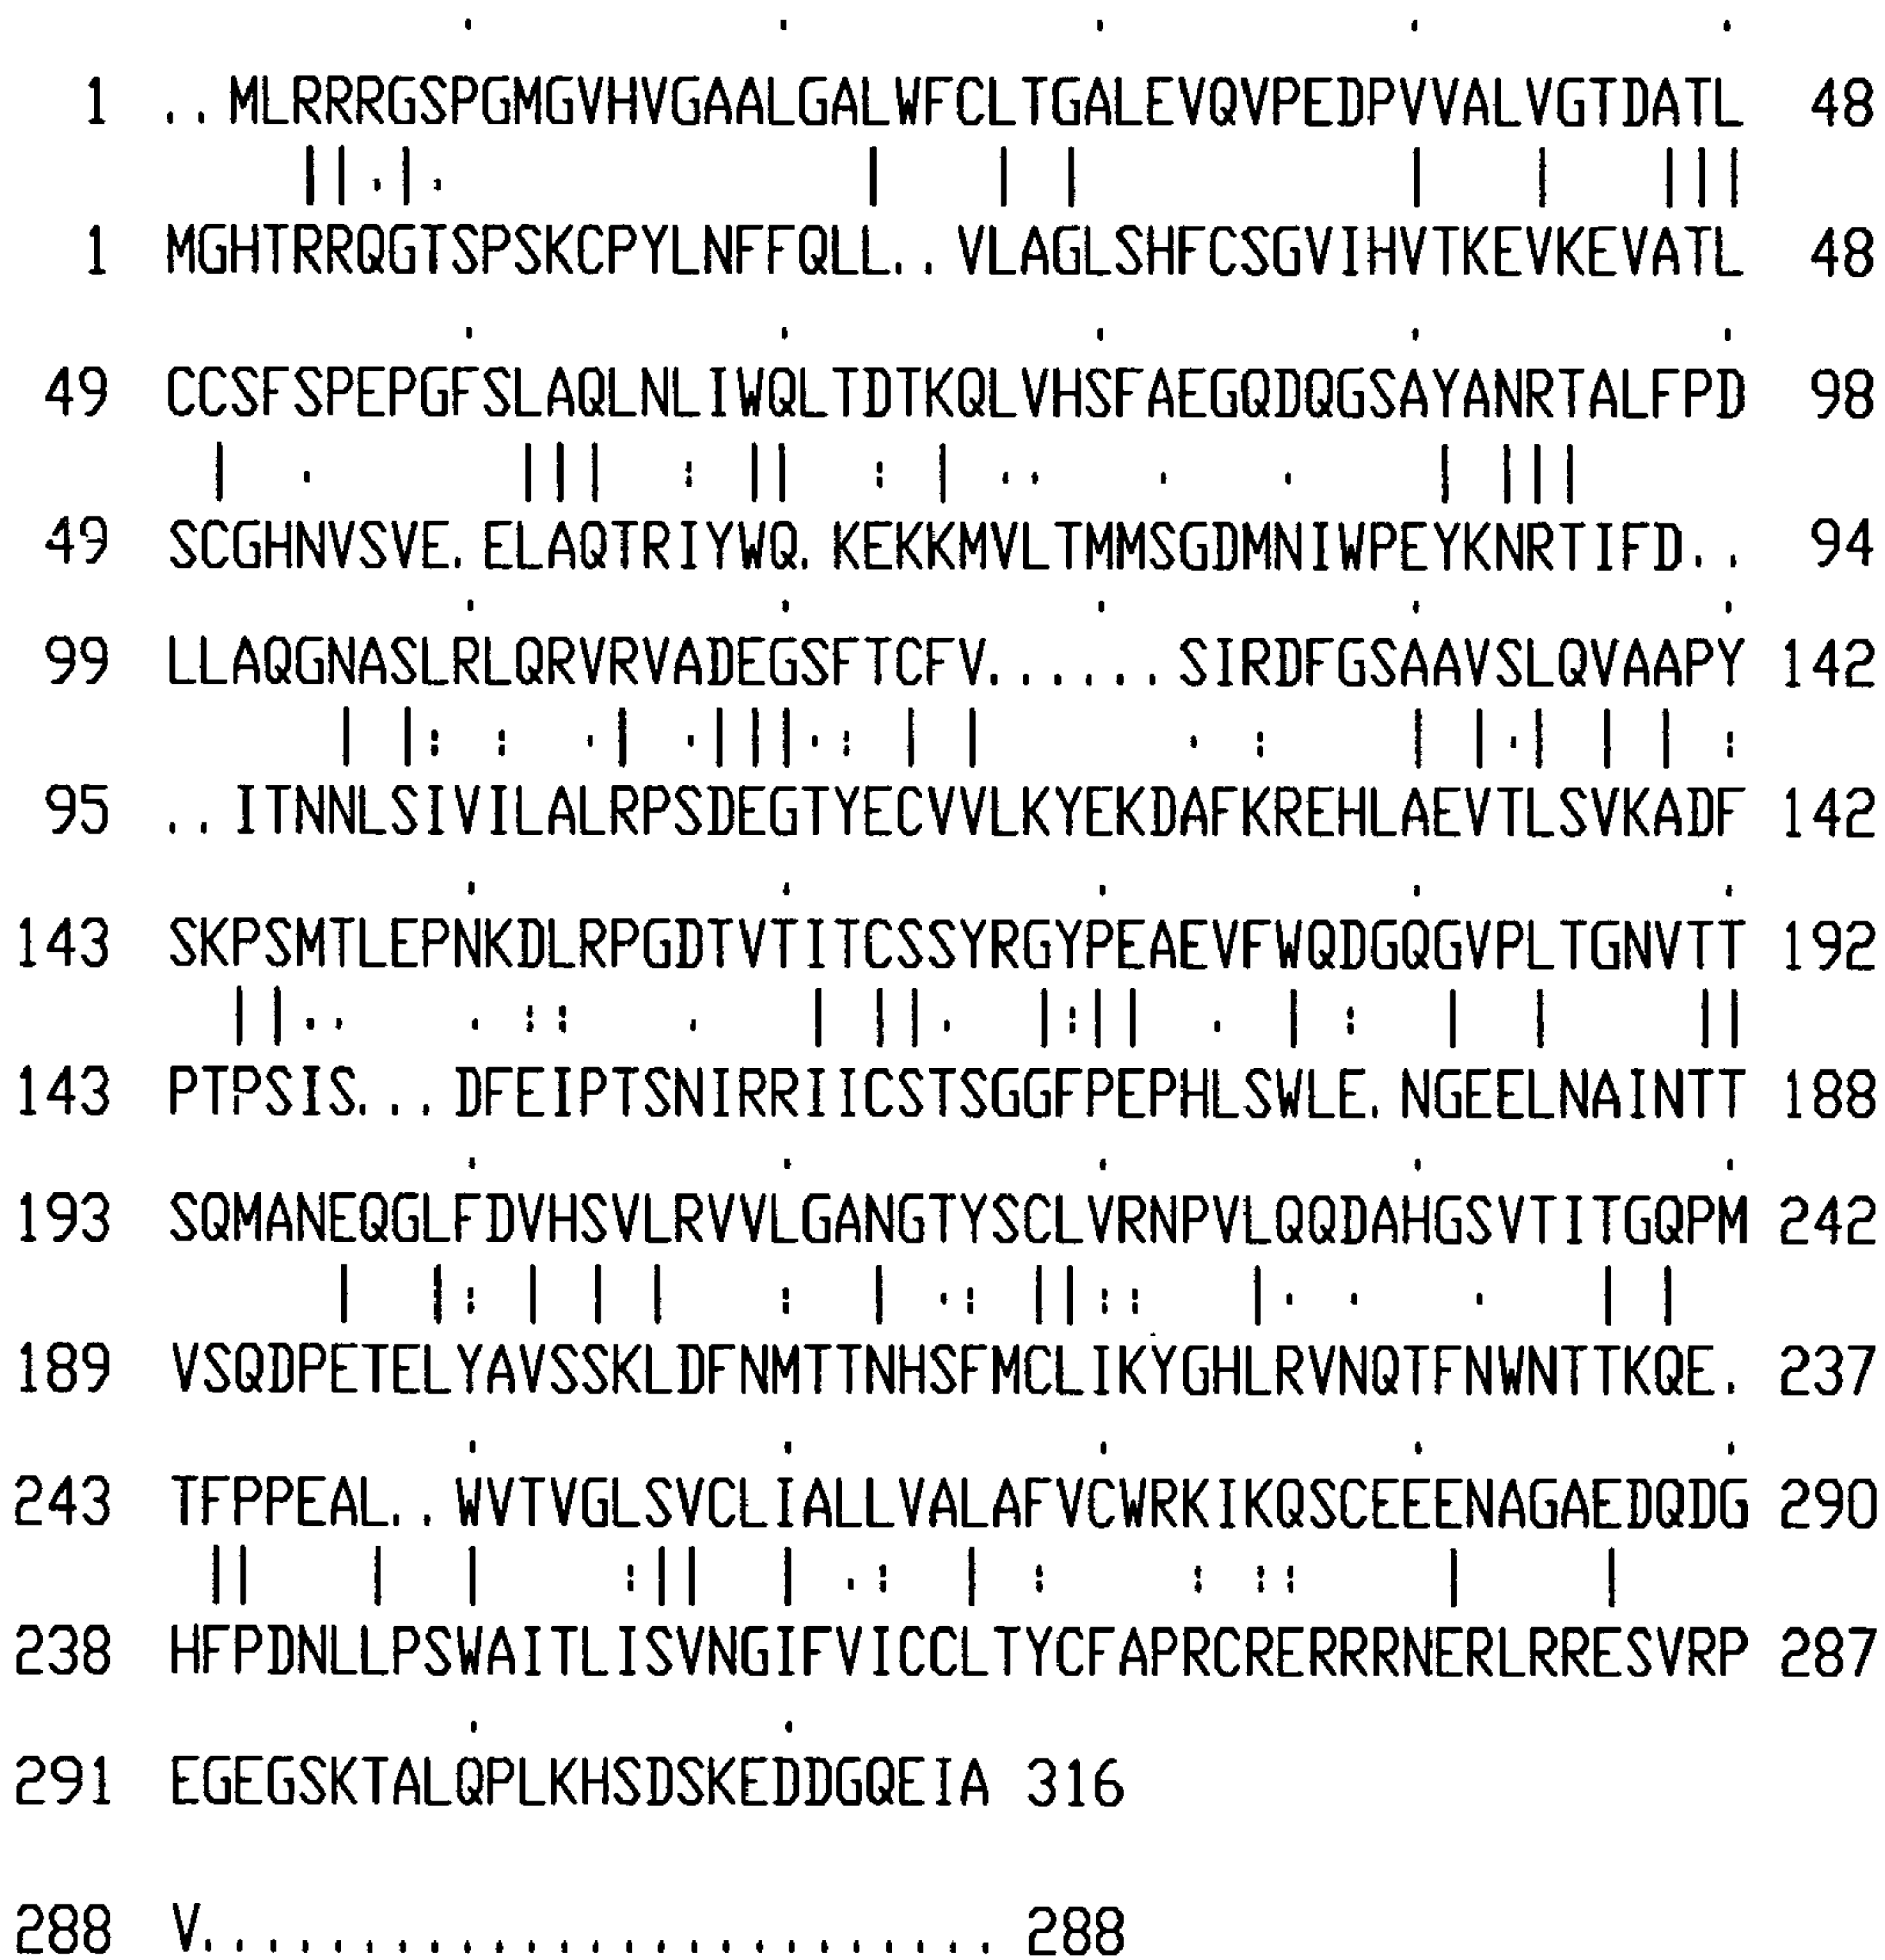 1 ..MLRRRGSPGMGVHVGAALGALWFCLTGALEVQVPEDPVVALVGTDATL 48
1 MGHTRRQGTSPSKCPYLNFFQLL..VLAGLSHFCSGVIHVTKEVKEVATL 48
49 CCSFSPEPGFSLAQLNLIWQLTDTKQLVHSFAEGQDQGSAYANRTALFPD 98
49 SCGHNVSVE.ELAQTRIYWQ.KEKKMVLTMMSGDMNIWPEYKNRTIFD.. 94
99 LLAQGNASLRLQRVRVADEGSFTCFV......SIRDFGSAAVSLQVAAPY 142
95 ..ITNNLSIVILALRPSDEGTYECVVLKYEKDAFKREHLAEVTLSVKADF 142
143 SKPSMTLEPNKDLRPGDTVTITCSSYRGYPEAEVFWQDGQGVPLTGNVTT 192
143 PTPSIS...DFEIPTSNIRRIICSTSGGFPEPHLSWLE.NGEELNAINTT 188
193 SQMANEQGLFDVHSVLRVVLGANGTYSCLVRNPVLQQDAHGSVTITGQPM 242
189 VSQDPETELYAVSSKLDFNMTTNHSFMCLIKYGHLRVNQTFNWNTTKQE. 237
243 TFPPEAL..WVTVGLSVCLIALLVALAFVCWRKIKQSCEEENAGAEDQDG 290
238 HFPDNLLPSWAITLISVNGIFVICCLTYCFAPRCRERRRNERLRRESVRP 287
291 EGEGSKTALQPLKHSDSKEDDGQEIA 316
288 V......................... 288